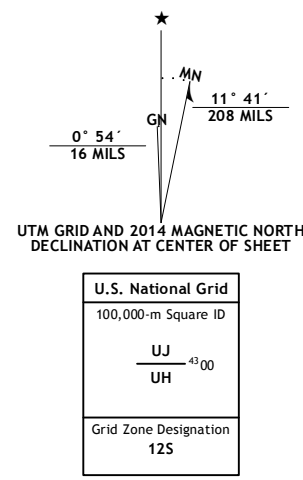 ★
MN
11° 41´
208 MILS
GN
0° 54´
16 MILS
UTM GRID AND 2014 MAGNETIC NORTH
DECLINATION AT CENTER OF SHEET
U.S. National Grid
100,000-m Square ID
UJ
4300
UH
Grid Zone Designation
12S